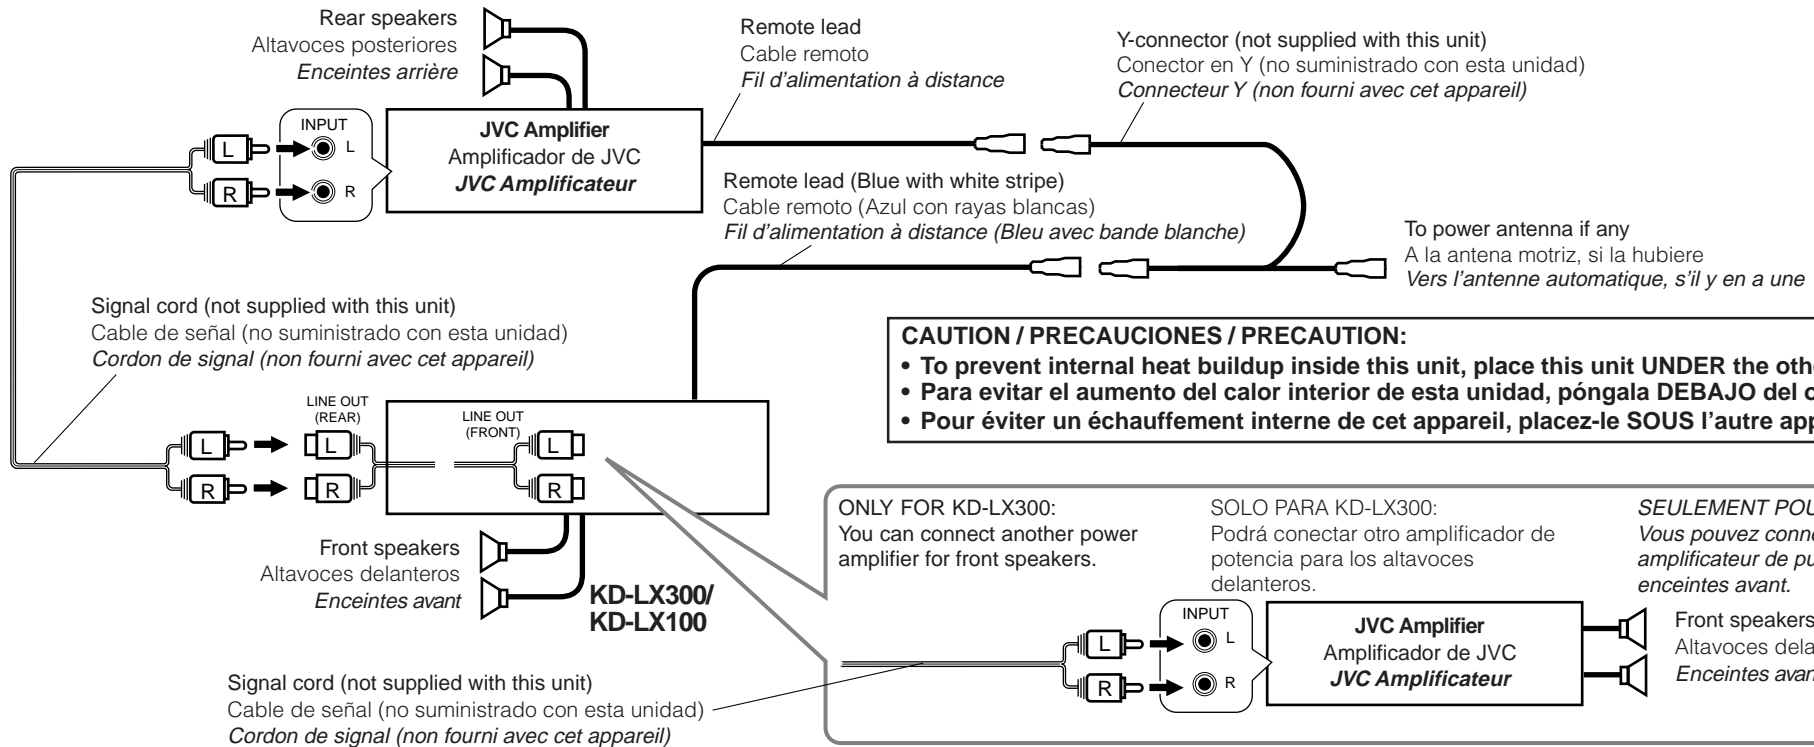 Rear speakers
Altavoces posteriores
Enceintes arrière
Remote lead
Cable remoto
Fil d'alimentation à distance
Y-connector (not supplied with this unit)
Conector en Y (no suministrado con esta unidad)
Connecteur Y (non fourni avec cet appareil)
INPUT
L
L
R
R
JVC Amplifier
Amplificador de JVC
JVC Amplificateur
Remote lead (Blue with white stripe)
Cable remoto (Azul con rayas blancas)
Fil d'alimentation à distance (Bleu avec bande blanche)
To power antenna if any
A la antena motriz, si la hubiere
Vers l'antenne automatique, s'il y en a une
Signal cord (not supplied with this unit)
Cable de señal (no suministrado con esta unidad)
Cordon de signal (non fourni avec cet appareil)
CAUTION / PRECAUCIONES / PRECAUTION:
• To prevent internal heat buildup inside this unit, place this unit UNDER the
• Para evitar el aumento del calor interior de esta unidad, póngala DEBAJO del
• Pour éviter un échauffement interne de cet appareil, placez-le SOUS l'autre
LINE OUT
(REAR)
LINE OUT
(FRONT)
L
L
L
R
R
R
Front speakers
Altavoces delanteros
Enceintes avant
KD-LX300/
KD-LX100
ONLY FOR KD-LX300:
You can connect another power
amplifier for front speakers.
SOLO PARA KD-LX300:
Podrá conectar otro amplificador de
potencia para los altavoces
delanteros.
SEULEMENT
Vous pouvez
amplificateur de
enceintes avant.
INPUT
L
L
R
R
JVC Amplifier
Amplificador de JVC
JVC Amplificateur
Front speakers
Altavoces
Enceintes
Signal cord (not supplied with this unit)
Cable de señal (no suministrado con esta unidad)
Cordon de signal (non fourni avec cet appareil)